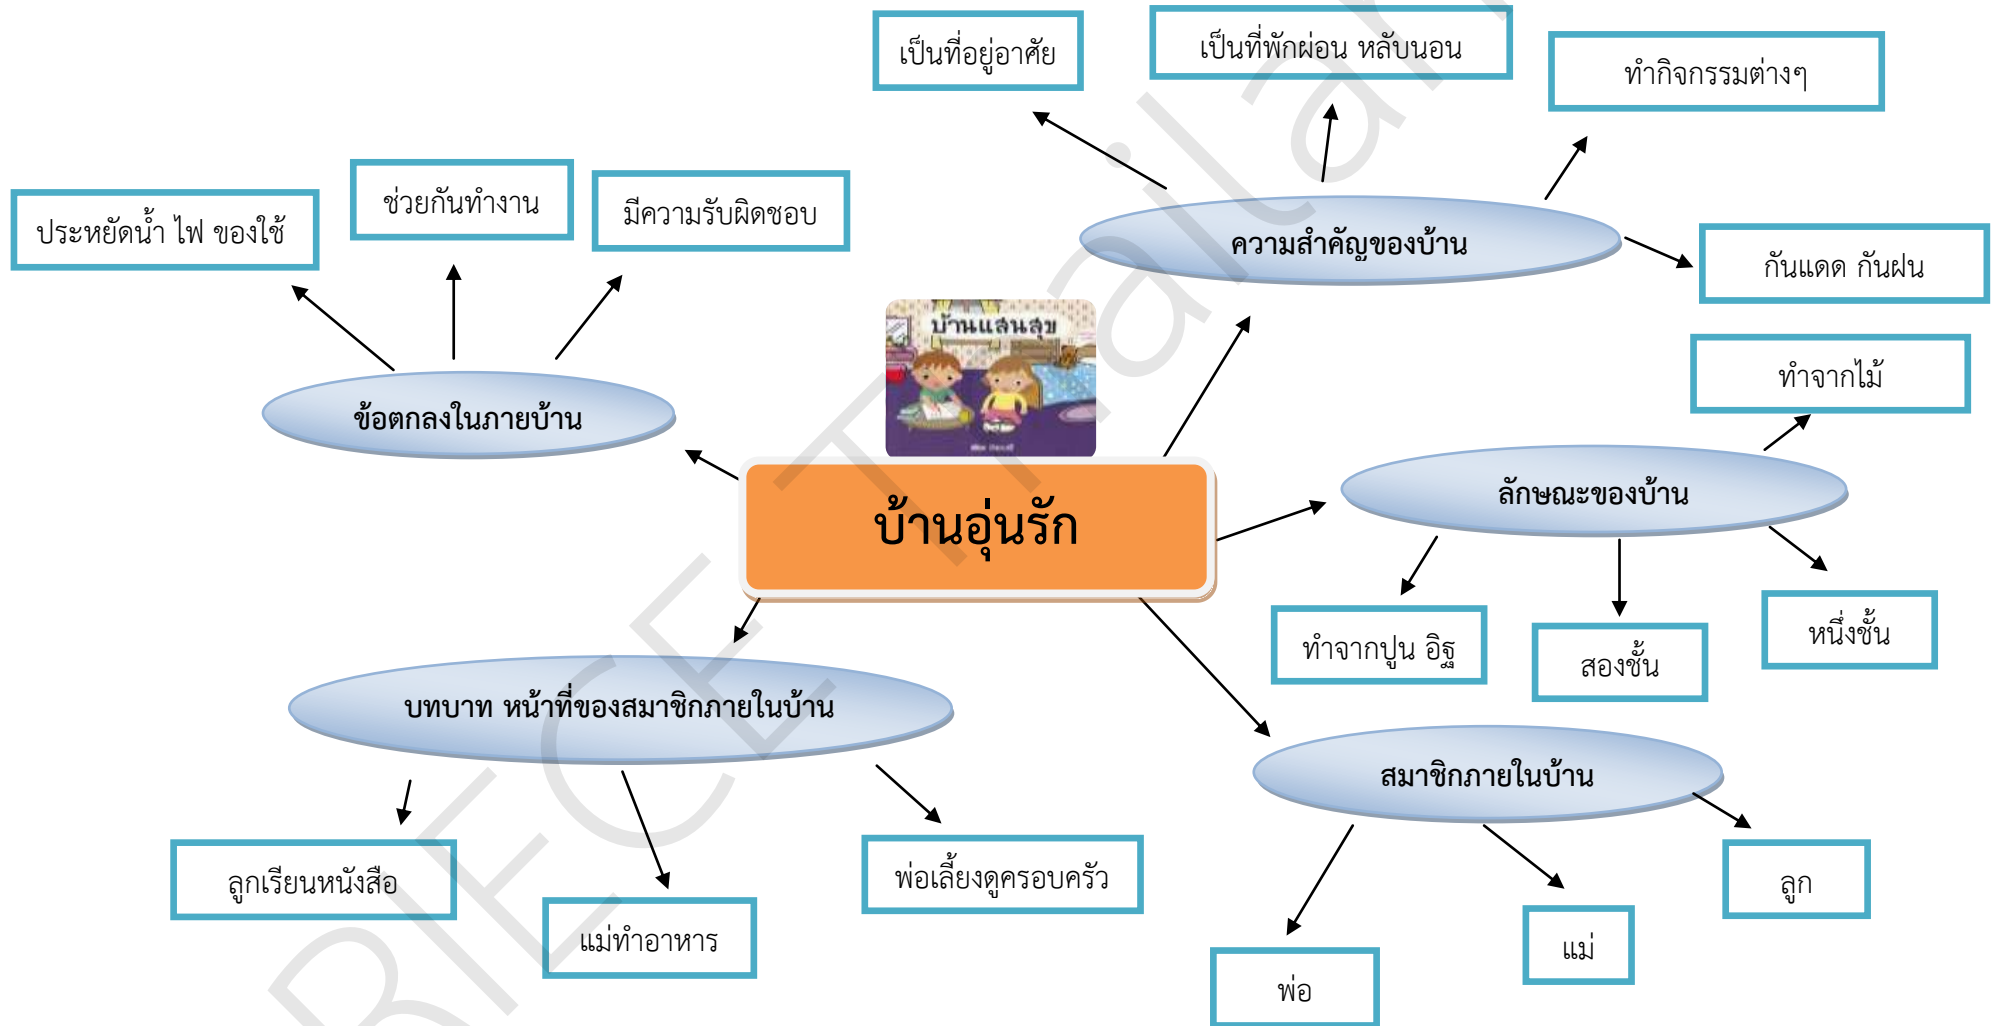 เป็นที่อยู่อาศัย
เป็นที่พักผ่อน หลับนอน
ทำกิจกรรมต่างๆ
ความสำคัญของบ้าน
กันแดด กันฝน
ประหยัดน้ำ ไฟ ของใช้
ช่วยกันทำงาน
มีความรับผิดชอบ
ข้อตกลงในภายบ้าน
บ้านแสนสุข
บ้านอุ่นรัก
ทำจากไม้
ลักษณะของบ้าน
ทำจากปูน อิฐ
สองชั้น
หนึ่งชั้น
บทบาท หน้าที่ของสมาชิกภายในบ้าน
ลูกเรียนหนังสือ
แม่ทำอาหาร
พ่อเลี้ยงดูครอบครัว
สมาชิกภายในบ้าน
พ่อ
แม่
ลูก